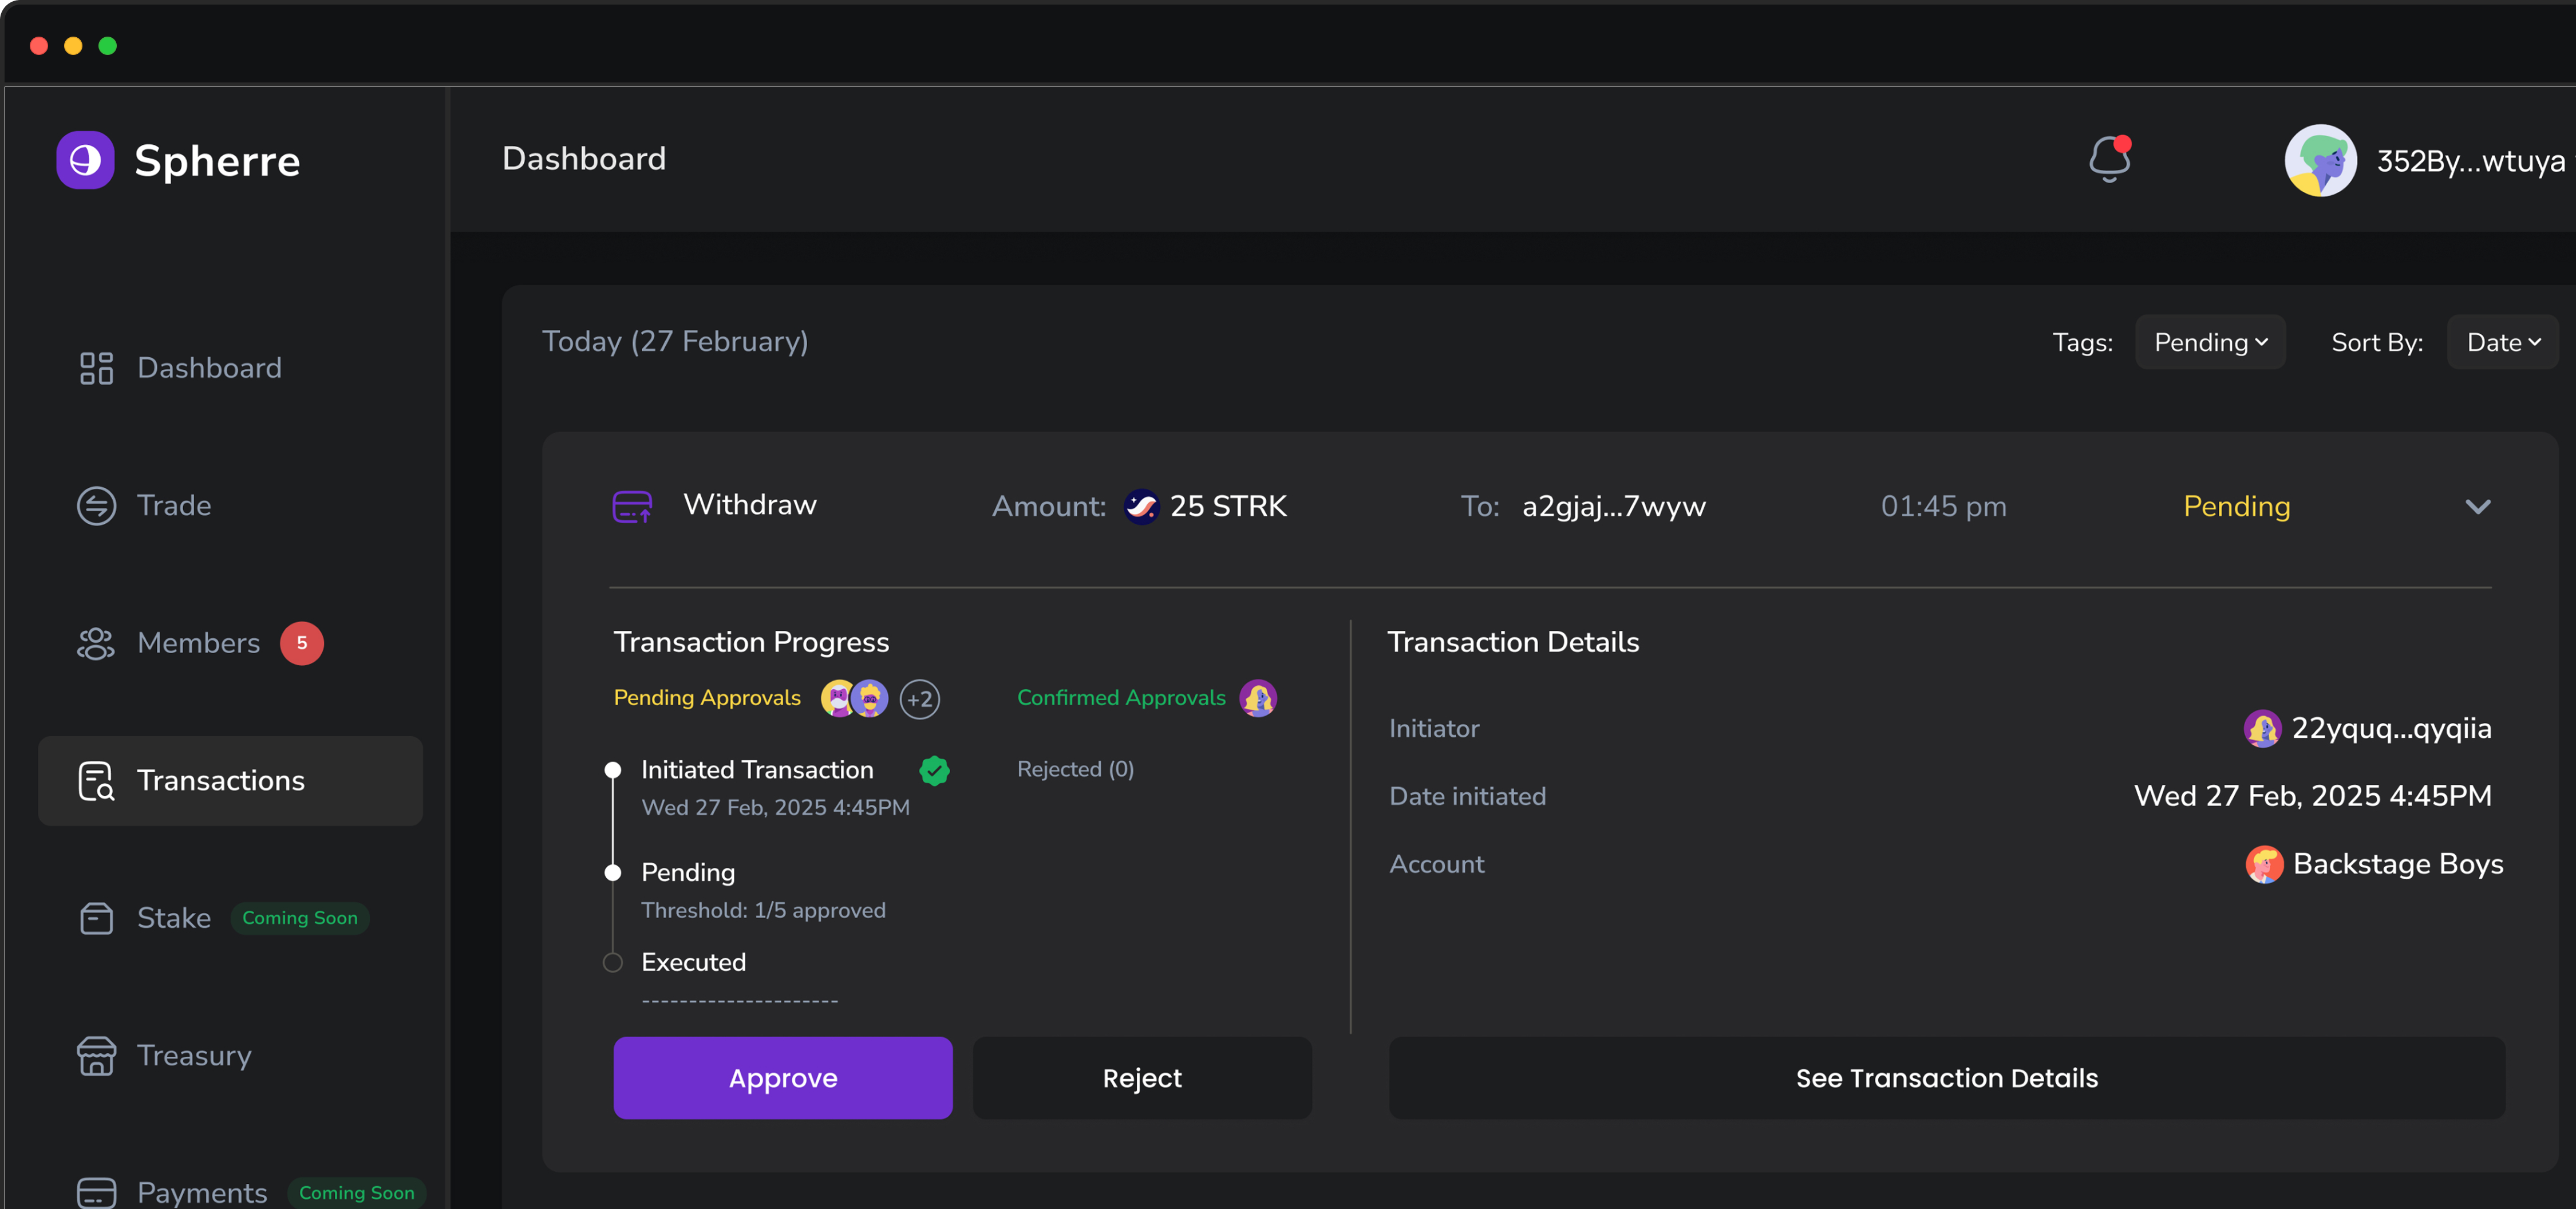 Spherre
Dashboard
352By...wtuya
Dashboard
Trade
Members 5
Transactions
Stake Coming Soon
Treasury
Payments Coming Soon
Today (27 February)
Tags: Pending Sort By: Date
Withdraw Amount: 25 STRK To: a2gjaj...7wyw 01:45 pm Pending
Transaction Progress
Pending Approvals +2 Confirmed Approvals
Initiated Transaction Rejected (0)
Wed 27 Feb, 2025 4:45PM
Pending
Threshold: 1/5 approved
Executed
---------------------
Approve Reject
Transaction Details
Initiator 22yquq...qyqiia
Date initiated Wed 27 Feb, 2025 4:45PM
Account Backstage Boys
See Transaction Details